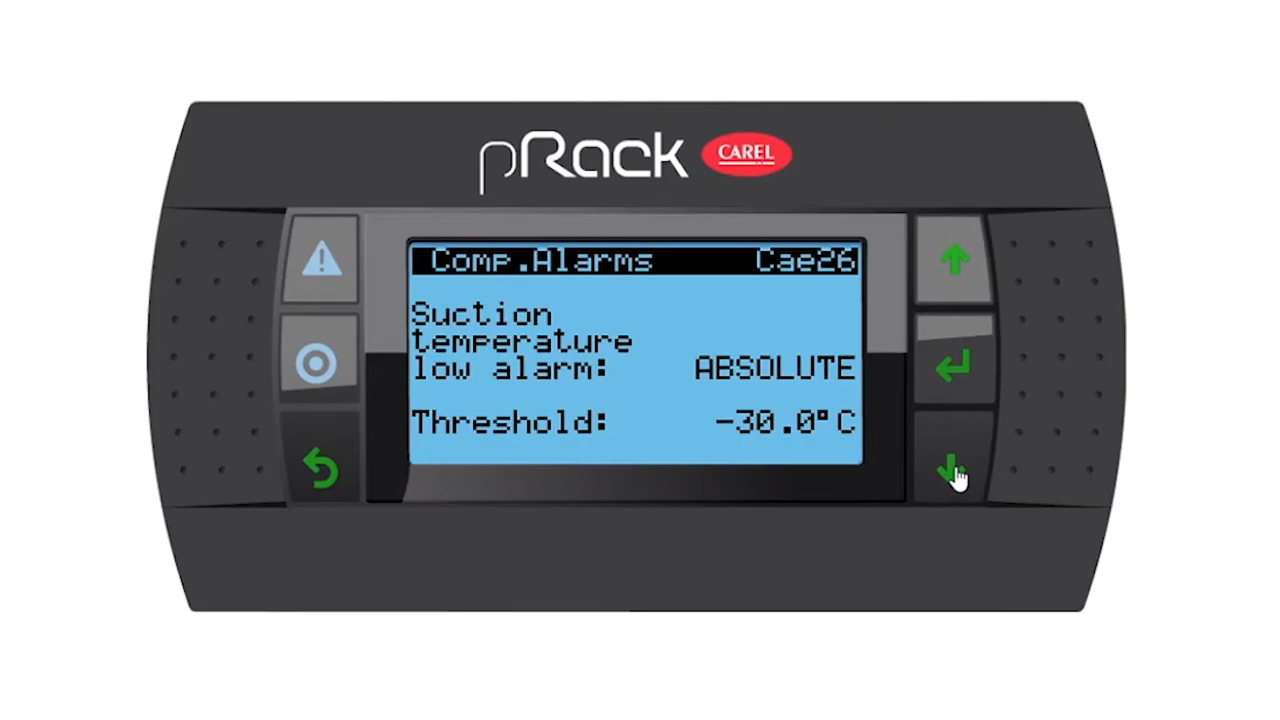 pRack CAREL
Comp.Alarms Cae26
Suction
temperature
low alarm: ABSOLUTE
Threshold: -30.0°C